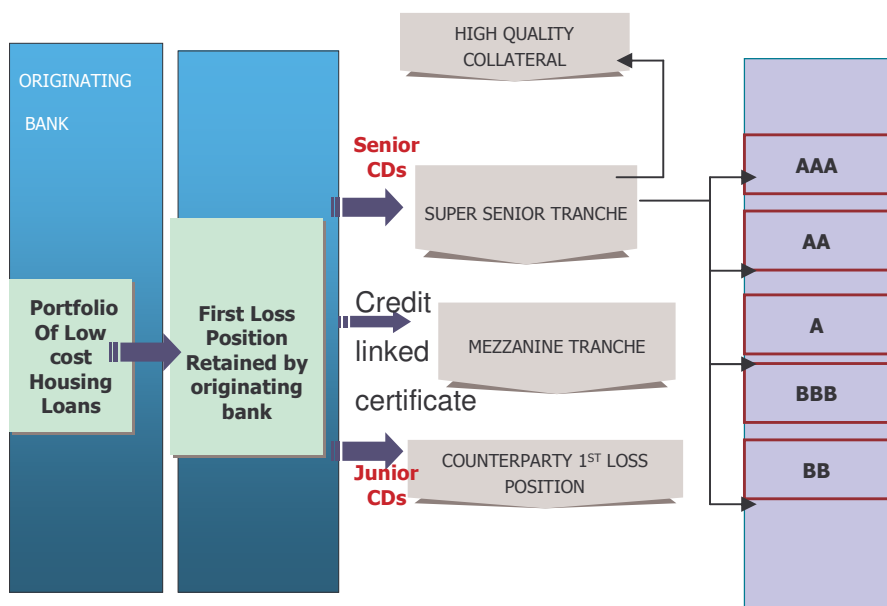 ORIGINATING
BANK
Portfolio
Of Low
cost
Housing
Loans
First Loss
Position
Retained by
originating
bank
Senior
CDs
Credit
linked
certificate
Junior
CDs
HIGH QUALITY
COLLATERAL
SUPER SENIOR TRANCHE
MEZZANINE TRANCHE
COUNTERPARTY 1ST LOSS
POSITION
AAA
AA
A
BBB
BB